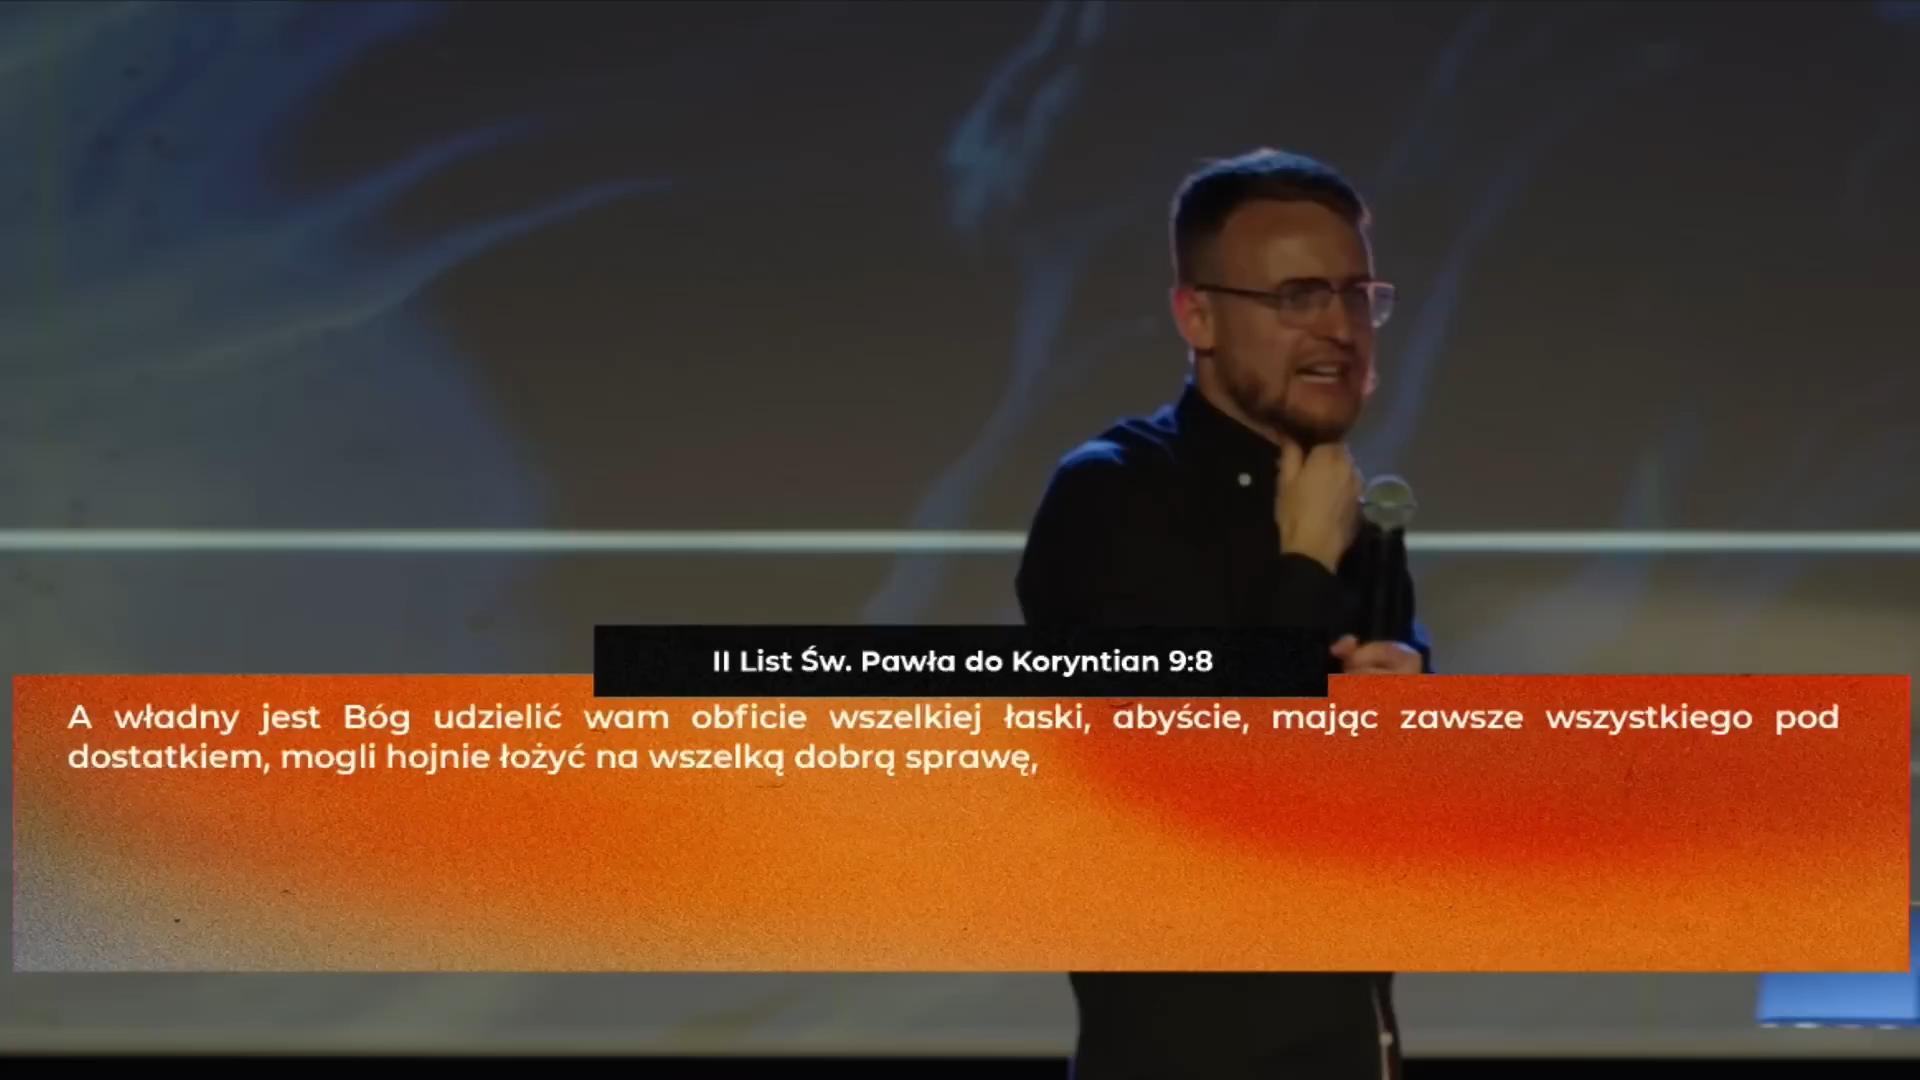 II List Św. Pawła do Koryntian 9:8
A władny jest Bóg udzielić wam obficie wszelkiej łaski, abyście, mając zawsze wszystkiego pod
dostatkiem, mogli hojnie łożyć na wszelką dobrą sprawę,